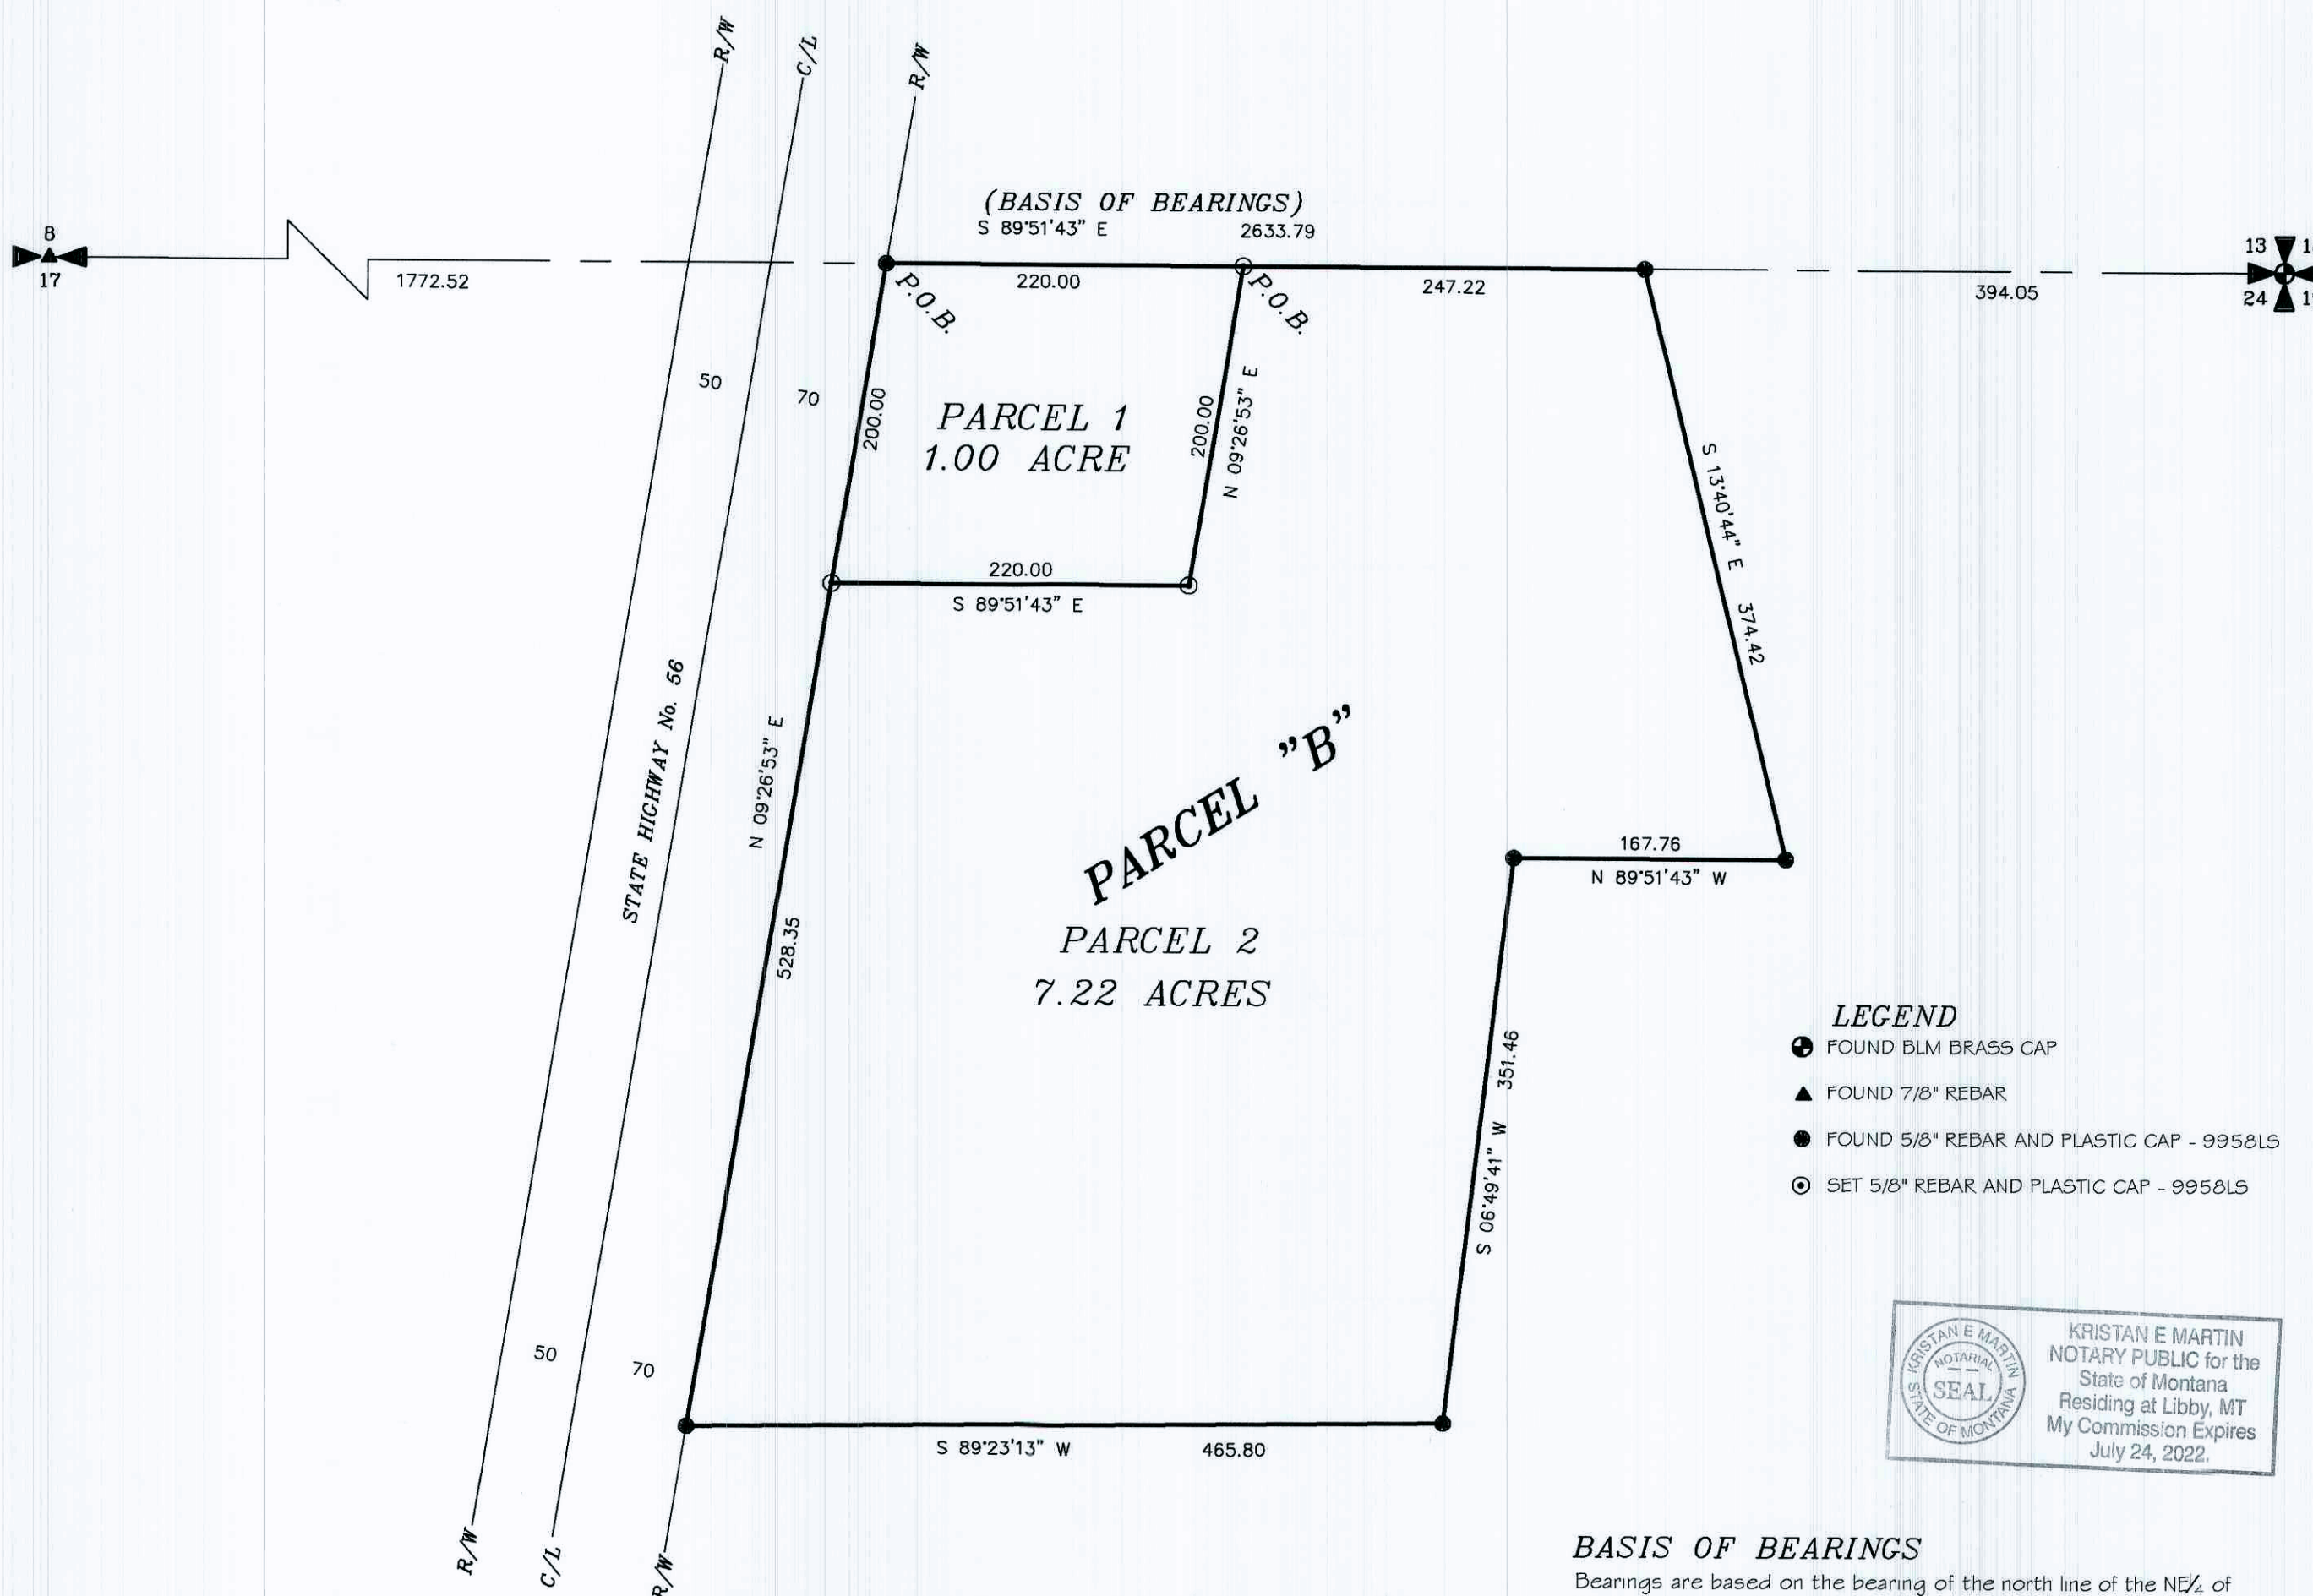 R/W
C/L
R/W
(BASIS OF BEARINGS)
S 89°51'43" E 2633.79
8
17
1772.52
P.O.B.
220.00
P.O.B.
247.22
394.05
13
24
50
70
200.00
PARCEL 1
1.00 ACRE
200.00
N 09°26'53" E
S 13°40'44" E 374.42
220.00
S 89°51'43" E
STATE HIGHWAY No. 56
N 09°26'53" E
528.35
PARCEL "B"
PARCEL 2
7.22 ACRES
167.76
N 89°51'43" W
S 06°49'41" W 351.46
LEGEND
FOUND BLM BRASS CAP
FOUND 7/8" REBAR
FOUND 5/8" REBAR AND PLASTIC CAP - 9958LS
SET 5/8" REBAR AND PLASTIC CAP - 9958LS
50
70
S 89°23'13" W 465.80
KRISTAN E MARTIN
NOTARIAL
SEAL
STATE OF MONTANA
KRISTAN E MARTIN
NOTARY PUBLIC for the
State of Montana
Residing at Libby, MT
My Commission Expires
July 24, 2022.
R/W
C/L
R/W
BASIS OF BEARINGS
Bearings are based on the bearing of the north line of the NE1/4 of